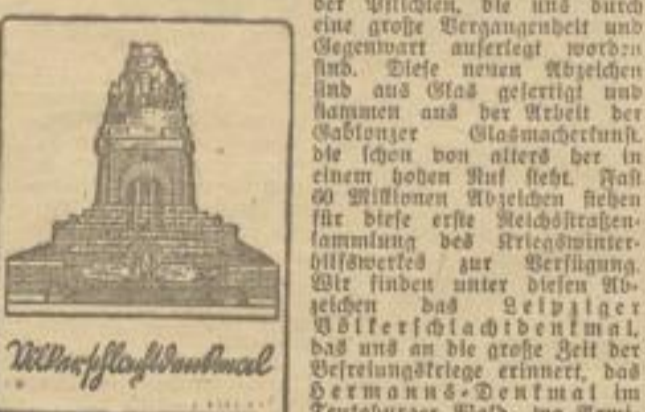 der Pflichten, die uns durch
eine große Vergangenheit und
Gegenwart auferlegt worden
sind. Diese neuen Abzeichen
sind aus Glas gefertigt und
stammen aus der Arbeit der
Gablonzer Glasmacherkunst,
die schon von alters her in
einem hohen Ruf steht. Fast
60 Millionen Abzeichen stehen
für diese erste Reichsstraßen-
sammlung des Kriegswinter-
hilfswerkes zur Verfügung.
Wir finden unter diesen Ab-
zeichen das Leipziger
Völkerschlachtdenkmal,
das uns an die große Zeit der
Befreiungskriege erinnert, das
Hermanns-Denkmal im
Teutoburger Wald
Völkerschlachtdenkmal